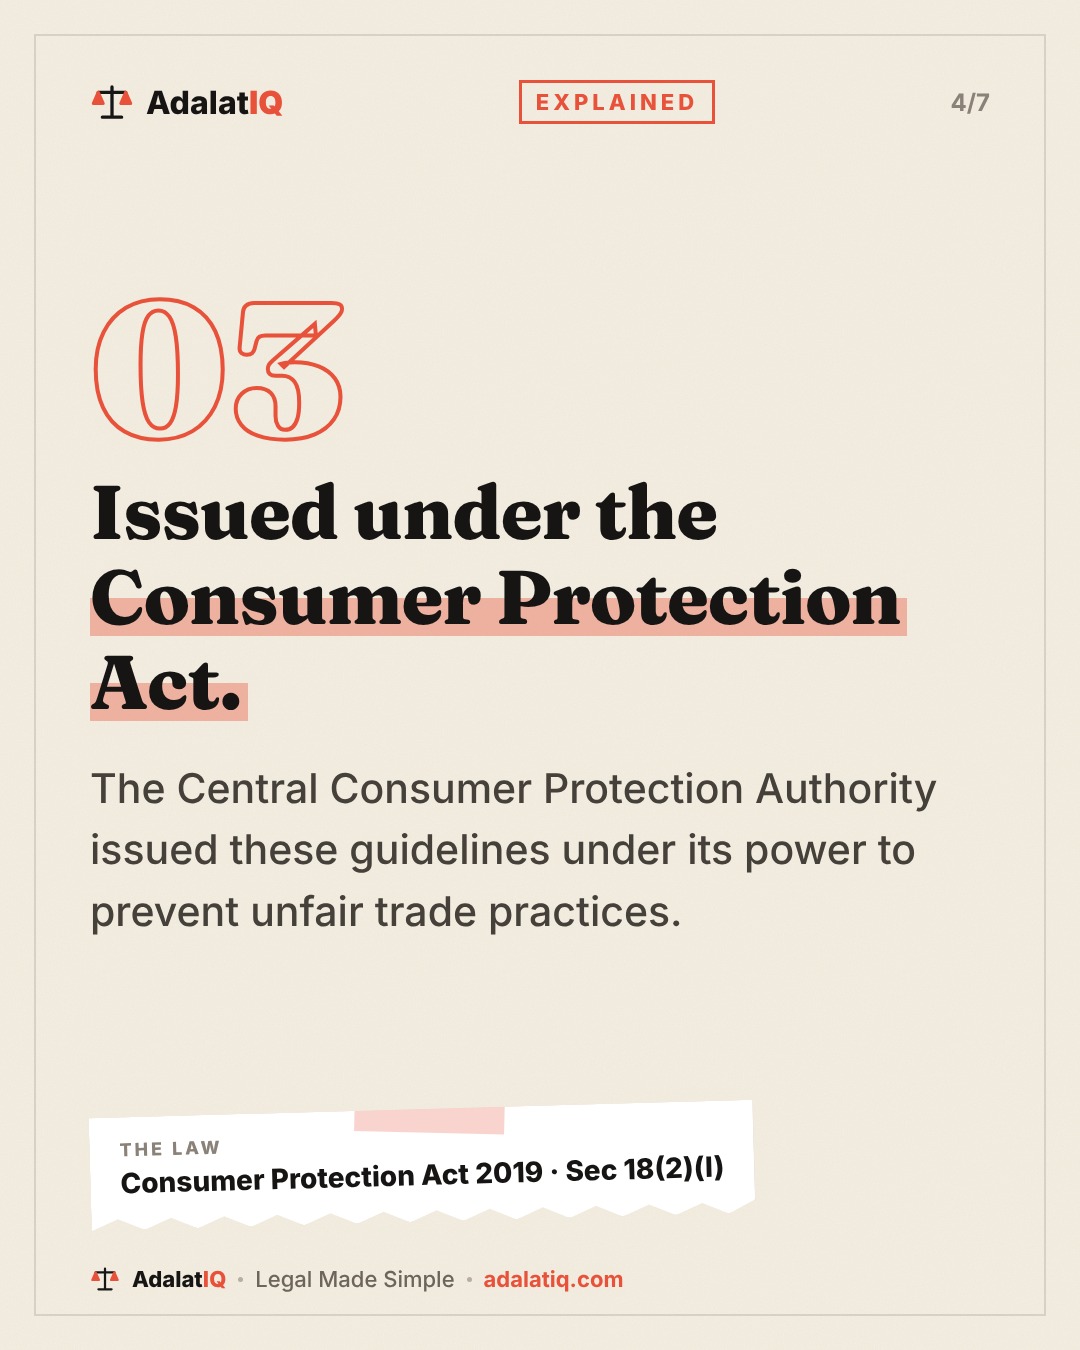 AdalatIQ
EXPLAINED
4/7
03
Issued under the
Consumer Protection
Act.
The Central Consumer Protection Authority
issued these guidelines under its power to
prevent unfair trade practices.
THE LAW
Consumer Protection Act 2019 · Sec 18(2)(l)
AdalatIQ • Legal Made Simple • adalatiq.com